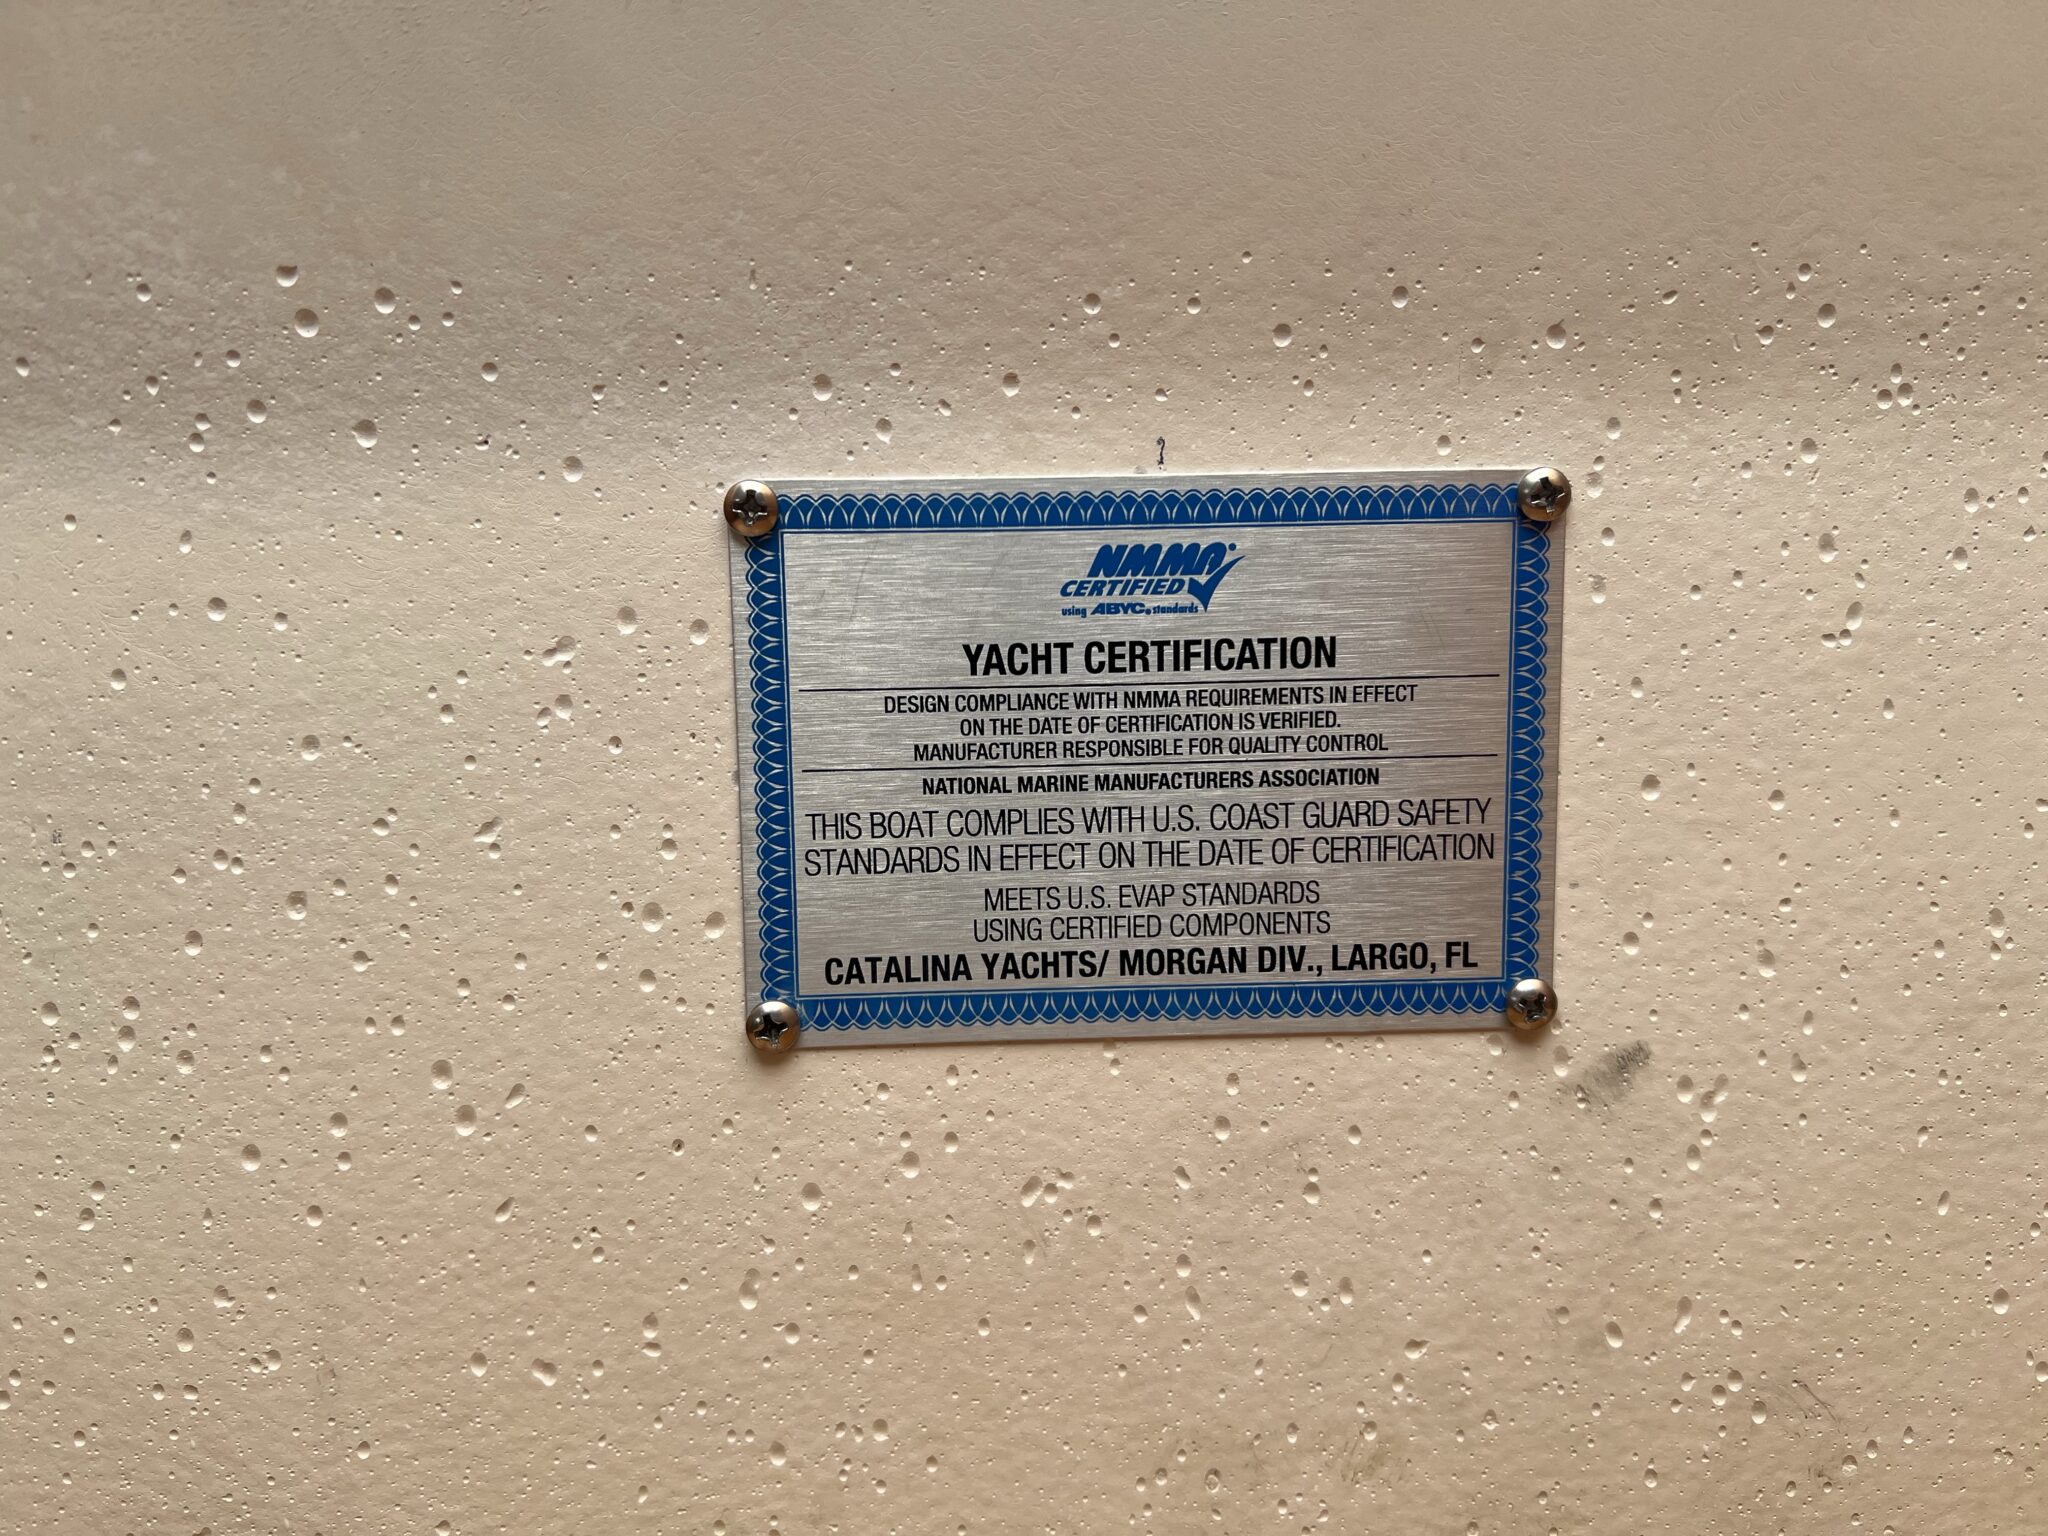 NMMA
CERTIFIED
using ABYC® standards
YACHT CERTIFICATION
DESIGN COMPLIANCE WITH NMMA REQUIREMENTS IN EFFECT
ON THE DATE OF CERTIFICATION IS VERIFIED.
MANUFACTURER RESPONSIBLE FOR QUALITY CONTROL
NATIONAL MARINE MANUFACTURERS ASSOCIATION
THIS BOAT COMPLIES WITH U.S. COAST GUARD SAFETY
STANDARDS IN EFFECT ON THE DATE OF CERTIFICATION
MEETS U.S. EVAP STANDARDS
USING CERTIFIED COMPONENTS
CATALINA YACHTS/ MORGAN DIV., LARGO, FL